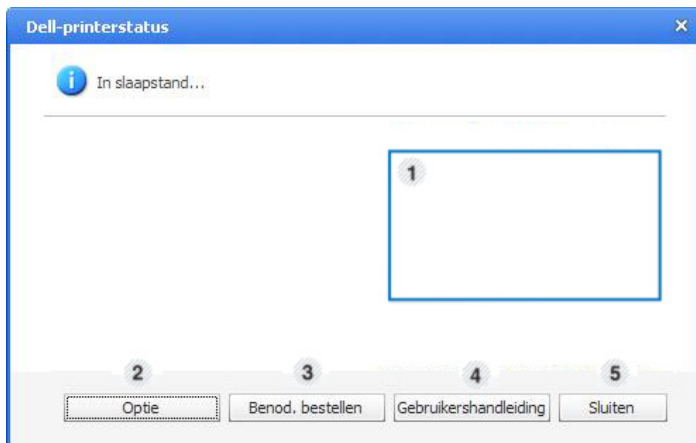 Dell-printerstatus
In slaapstand...
1
2 3 4 5
Optie Benod. bestellen Gebruikershandleiding Sluiten